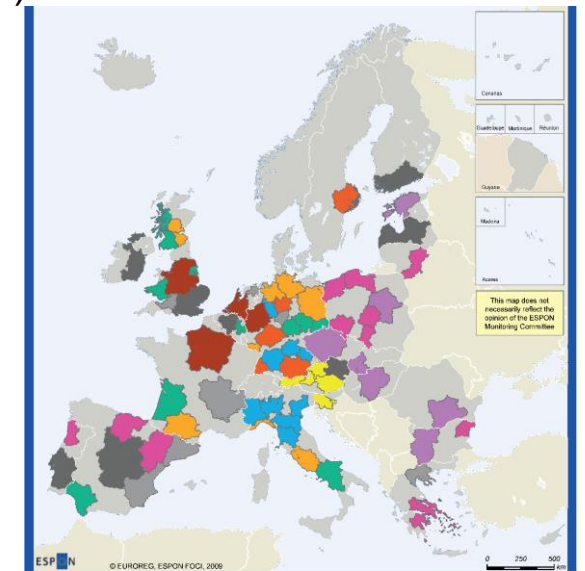 )
Canarias
Guadeloupe Martinique Réunion
Guyane
Madeira
Acores
This map does not
necessarily reflect the
opinion of the ESPON
Monitoring Committee
ESPON
© EUROREG, ESPON FOCI, 2009
0 250 500
km